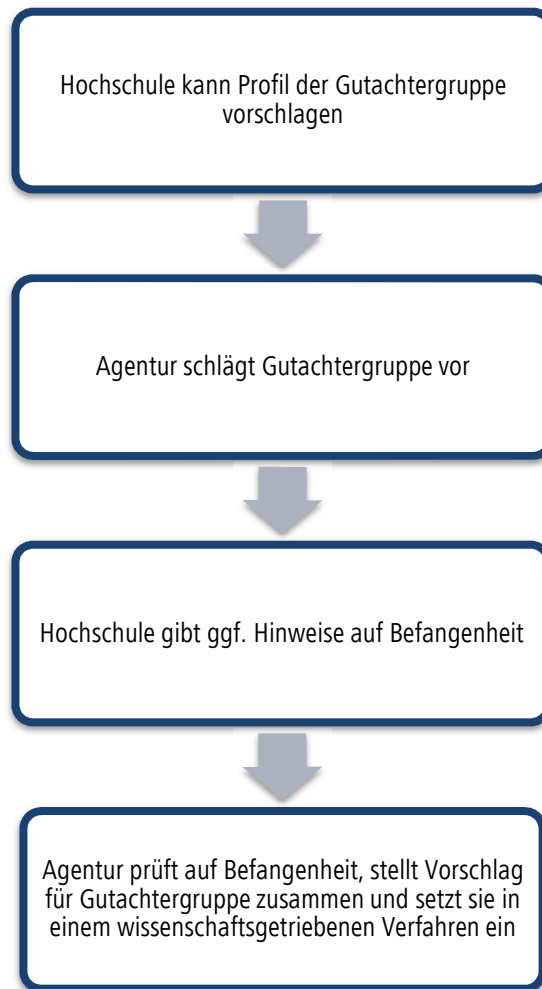 Hochschule kann Profil der Gutachtergruppe
vorschlagen
Agentur schlägt Gutachtergruppe vor
Hochschule gibt ggf. Hinweise auf Befangenheit
Agentur prüft auf Befangenheit, stellt Vorschlag
für Gutachtergruppe zusammen und setzt sie in
einem wissenschaftsgetriebenen Verfahren ein